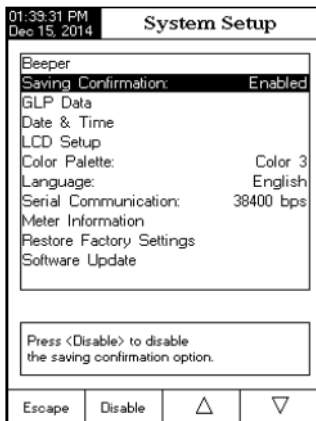 01:39:31 PM
Dec 15, 2014
System Setup
Beeper
Saving Confirmation: Enabled
GLP Data
Date & Time
LCD Setup
Color Palette: Color 3
Language: English
Serial Communication: 38400 bps
Meter Information
Restore Factory Settings
Software Update
Press <Disable> to disable
the saving confirmation option.
Escape Disable △ ▽